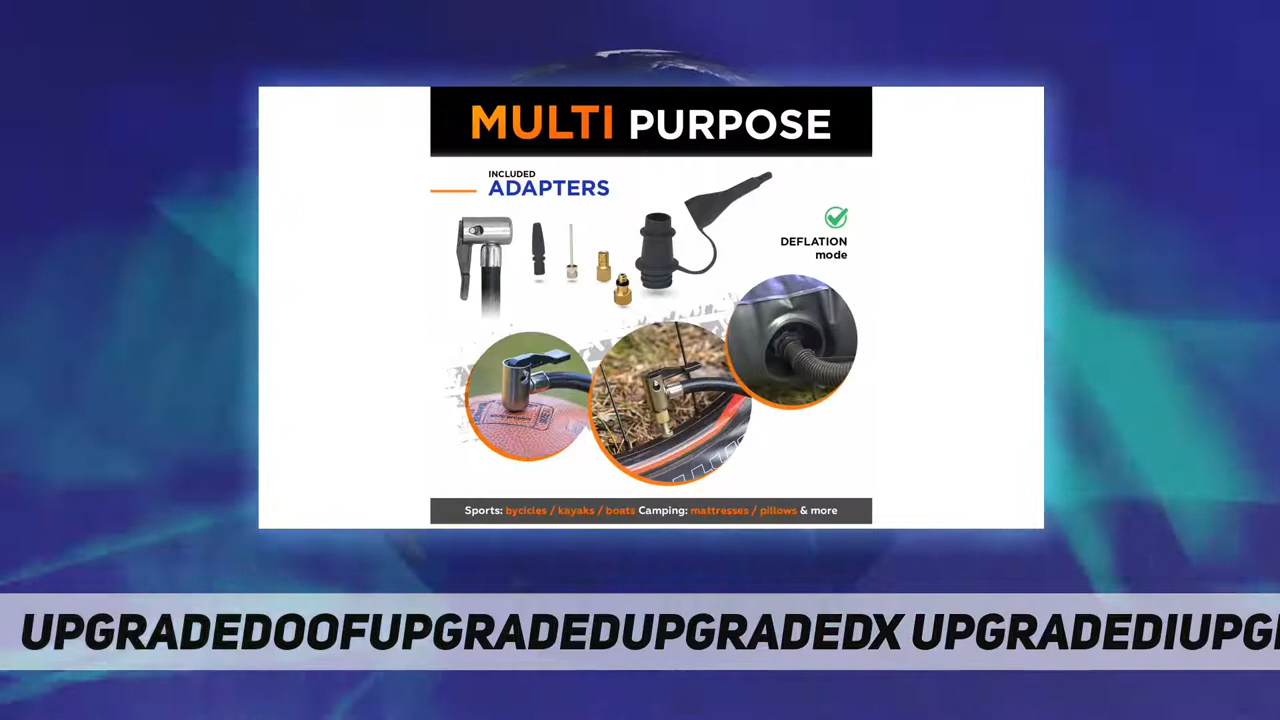 MULTI PURPOSE
INCLUDED
ADAPTERS
DEFLATION
mode
Sports: bycicles / kayaks / boats Camping: mattresses / pillows & more
UPGRADEDOOFUPGRADEDUPGRADEDX UPGRADEDIUPG